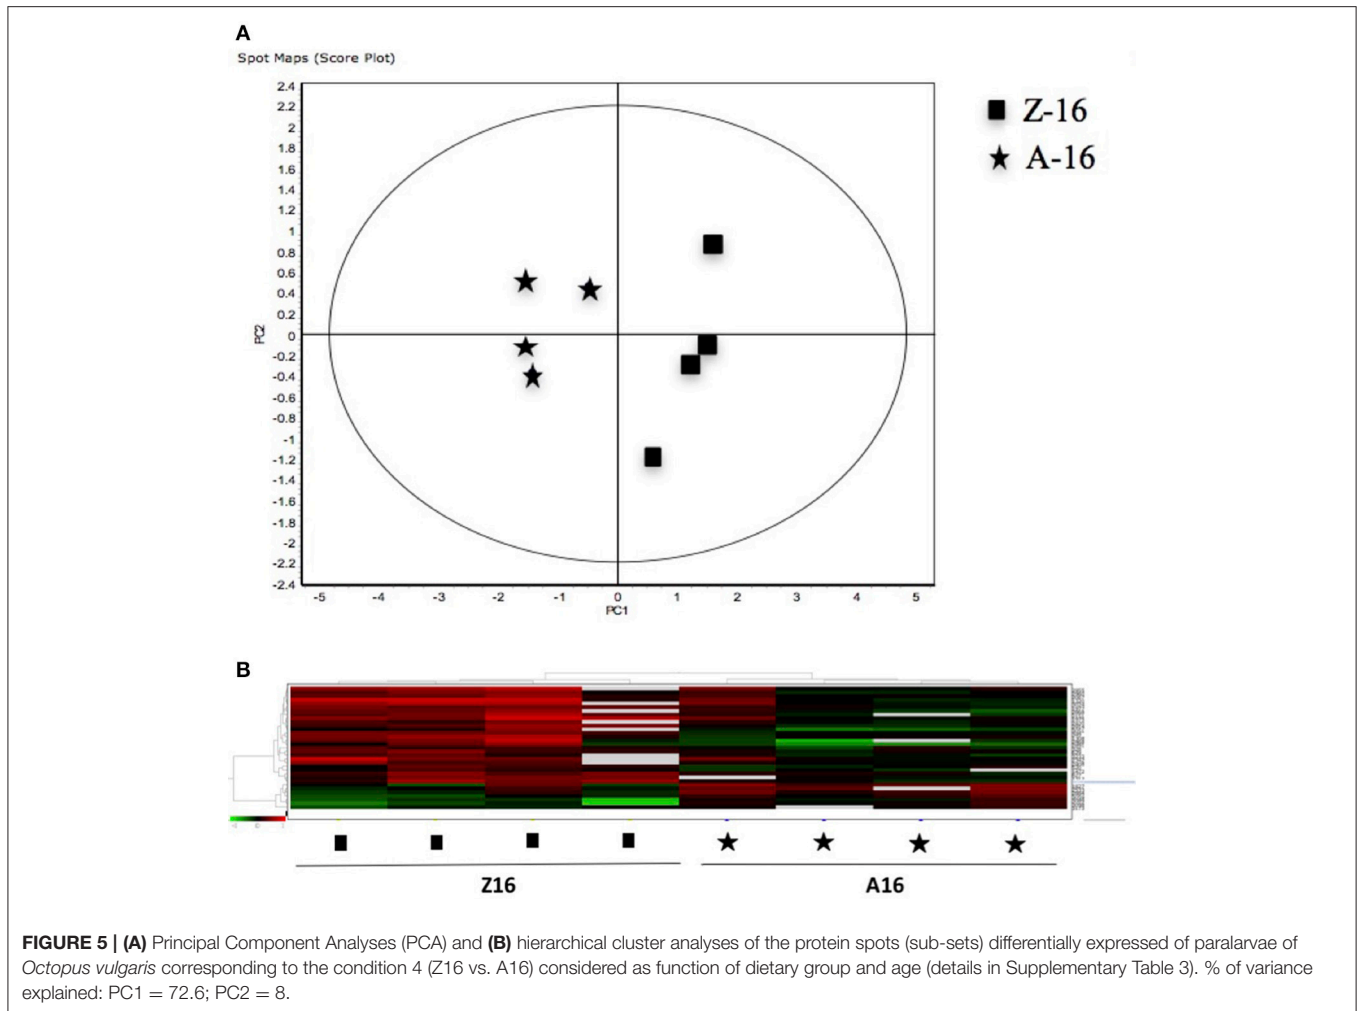 A
Spot Maps (Score Plot)
2.4
2.2
2
1.8
1.6
1.4
1.2
1
0.8
0.6
0.4
0.2
0
-0.2
-0.4
-0.6
-0.8
-1
-1.2
-1.4
-1.6
-1.8
-2
-2.2
-2.4
PC2
-5 -4 -3 -2 -1 0 1 2 3 4 5
PC1
Z-16
A-16
B
Z16 A16
FIGURE 5 | (A) Principal Component Analyses (PCA) and (B) hierarchical cluster analyses of the protein spots (sub-sets) differentially expressed of paralarvae of
Octopus vulgaris corresponding to the condition 4 (Z16 vs. A16) considered as function of dietary group and age (details in Supplementary Table 3). % of variance
explained: PC1 = 72.6; PC2 = 8.